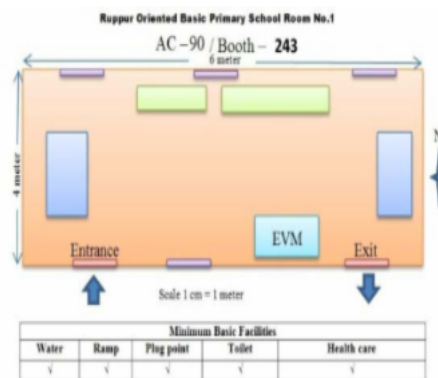 Ruppur Oriented Basic Primary School Room No.1
AC –90 / Booth – 243
6 meter
4 meter
EVM
Entrance
Exit
N
Scale 1 cm = 1 meter
Minimum Basic Facilities
Water Ramp Plug point Toilet Health care
√ √ √ √ √